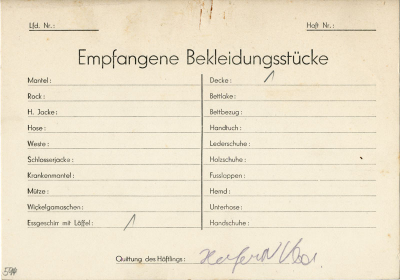 Lfd. Nr.: Haft Nr.:
Empfangene Bekleidungsstücke
Mantel:
Rock:
H. Jacke:
Hose:
Weste:
Schlosserjacke:
Krankenmantel:
Mütze:
Wickelgamaschen:
Essgeschirr mit Löffel: 1
Decke: 1
Bettlake:
Bettbezug:
Handtuch:
Lederschuhe:
Holzschuhe:
Fusslappen:
Hemd:
Unterhose:
Handschuhe:
Quittung des Häftlings: